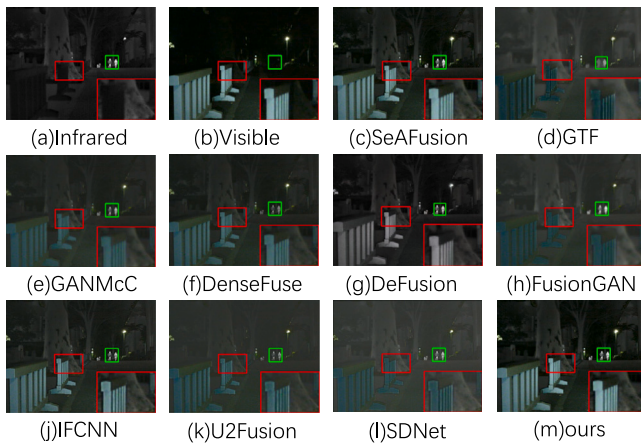 (a)Infrared
(b)Visible
(c)SeAFusion
(d)GTF
(e)GANMcC
(f)DenseFuse
(g)DeFusion
(h)FusionGAN
(j)IFCNN
(k)U2Fusion
(l)SDNet
(m)ours